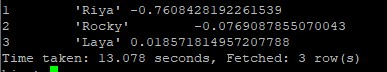 1 'Riya' -0.7608428192261539
2 'Rocky' -0.0769087855070043
3 'Laya' 0.018571814957207788
Time taken: 13.078 seconds, Fetched: 3 row(s)